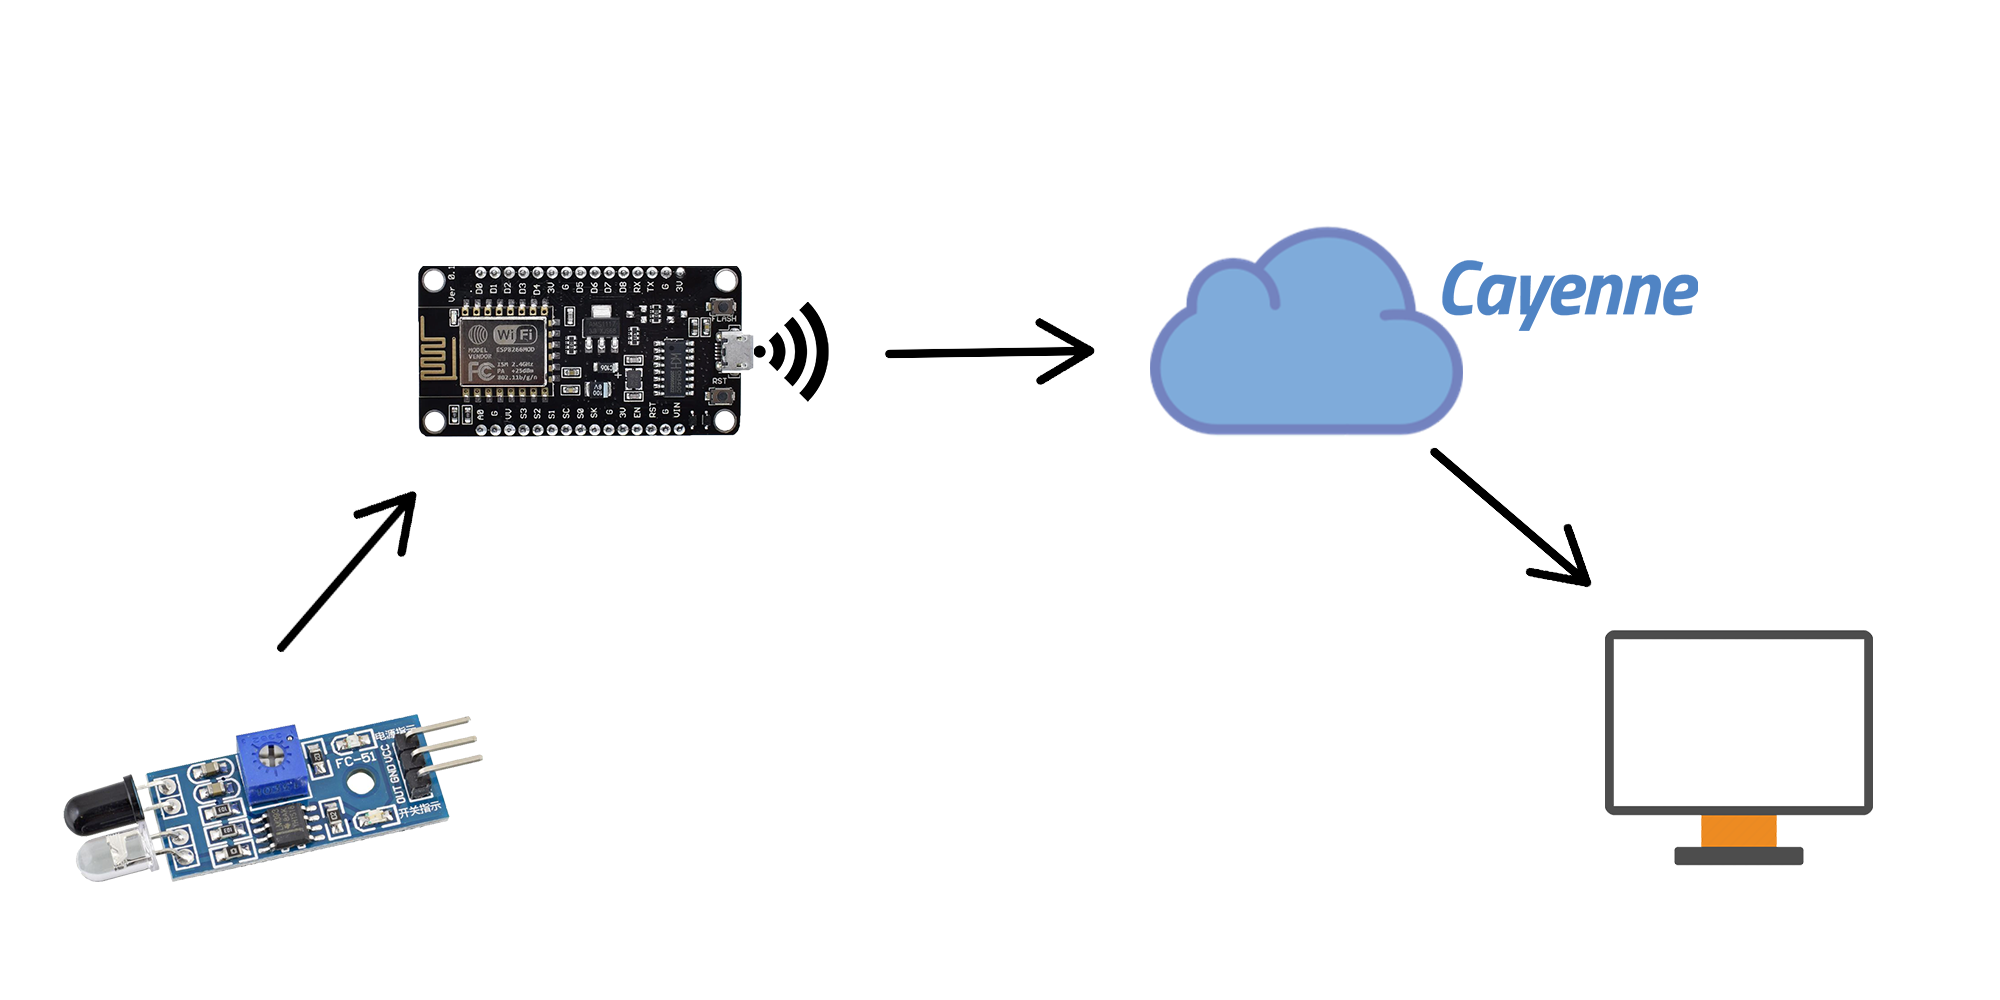 Ver 0.1
D0 D1 D2 D3 D4 3V G D5 D6 D7 D8 RX TX G 3V
FLASH
WiFi
MODEL ESP8266MOD
VENDOR
ISM 2.4GHz
FC PA +25dBm
802.11b/g/n
RST
A0 G VV S3 S2 S1 SC S0 SK G 3V EN RST G VIN
Cayenne
电源指示
FC-51
OUT GND VCC
开关指示